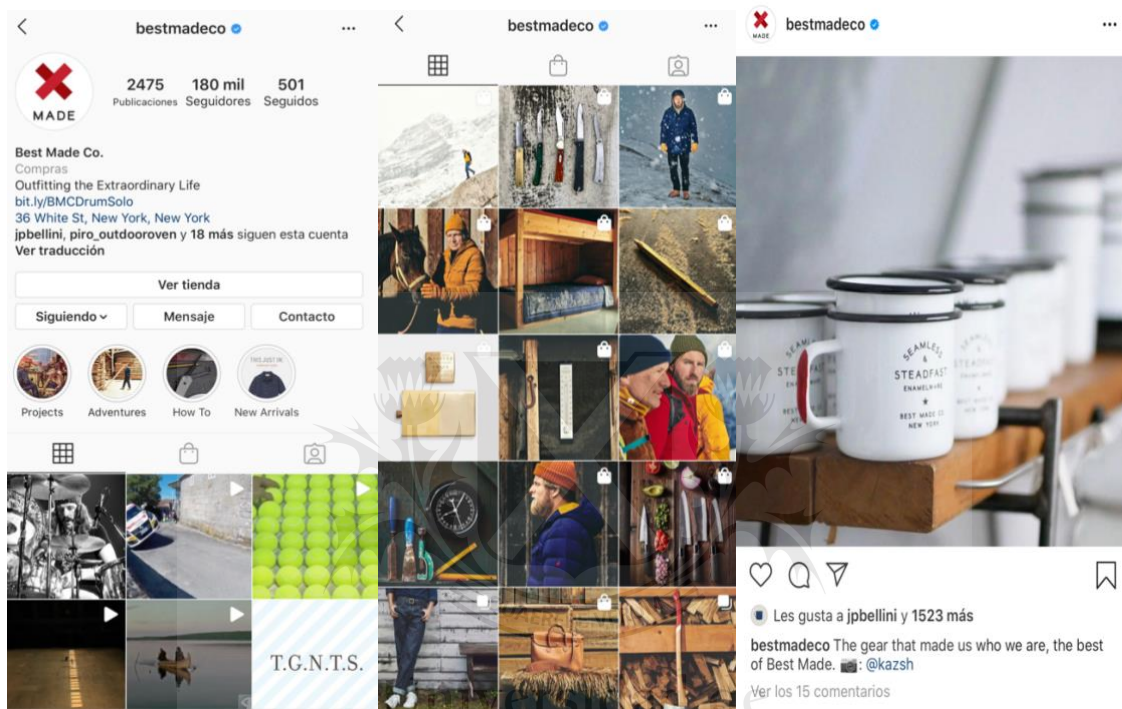 bestmadeco
MADE
2475 180 mil 501
Publicaciones Seguidores Seguidos
Best Made Co.
Compras
Outfitting the Extraordinary Life
bit.ly/BMCDrumSolo
36 White St, New York, New York
jpbellini, piro_outdooroven y 18 más siguen esta cuenta
Ver traducción
Ver tienda
Siguiendo Mensaje Contacto
Projects Adventures How To New Arrivals
T.G.N.T.S.
bestmadeco
MADE
bestmadeco
SEAMLESS
&
STEADFAST
ENAMELWARE
BEST MADE CO
NEW YORK
Les gusta a jpbellini y 1523 más
bestmadeco The gear that made us who we are, the best
of Best Made. 📷: @kazsh
Ver los 15 comentarios